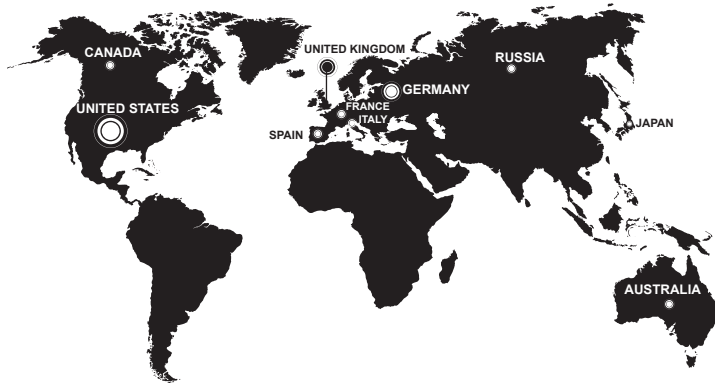 UNITED KINGDOM
CANADA
RUSSIA
GERMANY
UNITED STATES
FRANCE
ITALY
JAPAN
SPAIN
AUSTRALIA